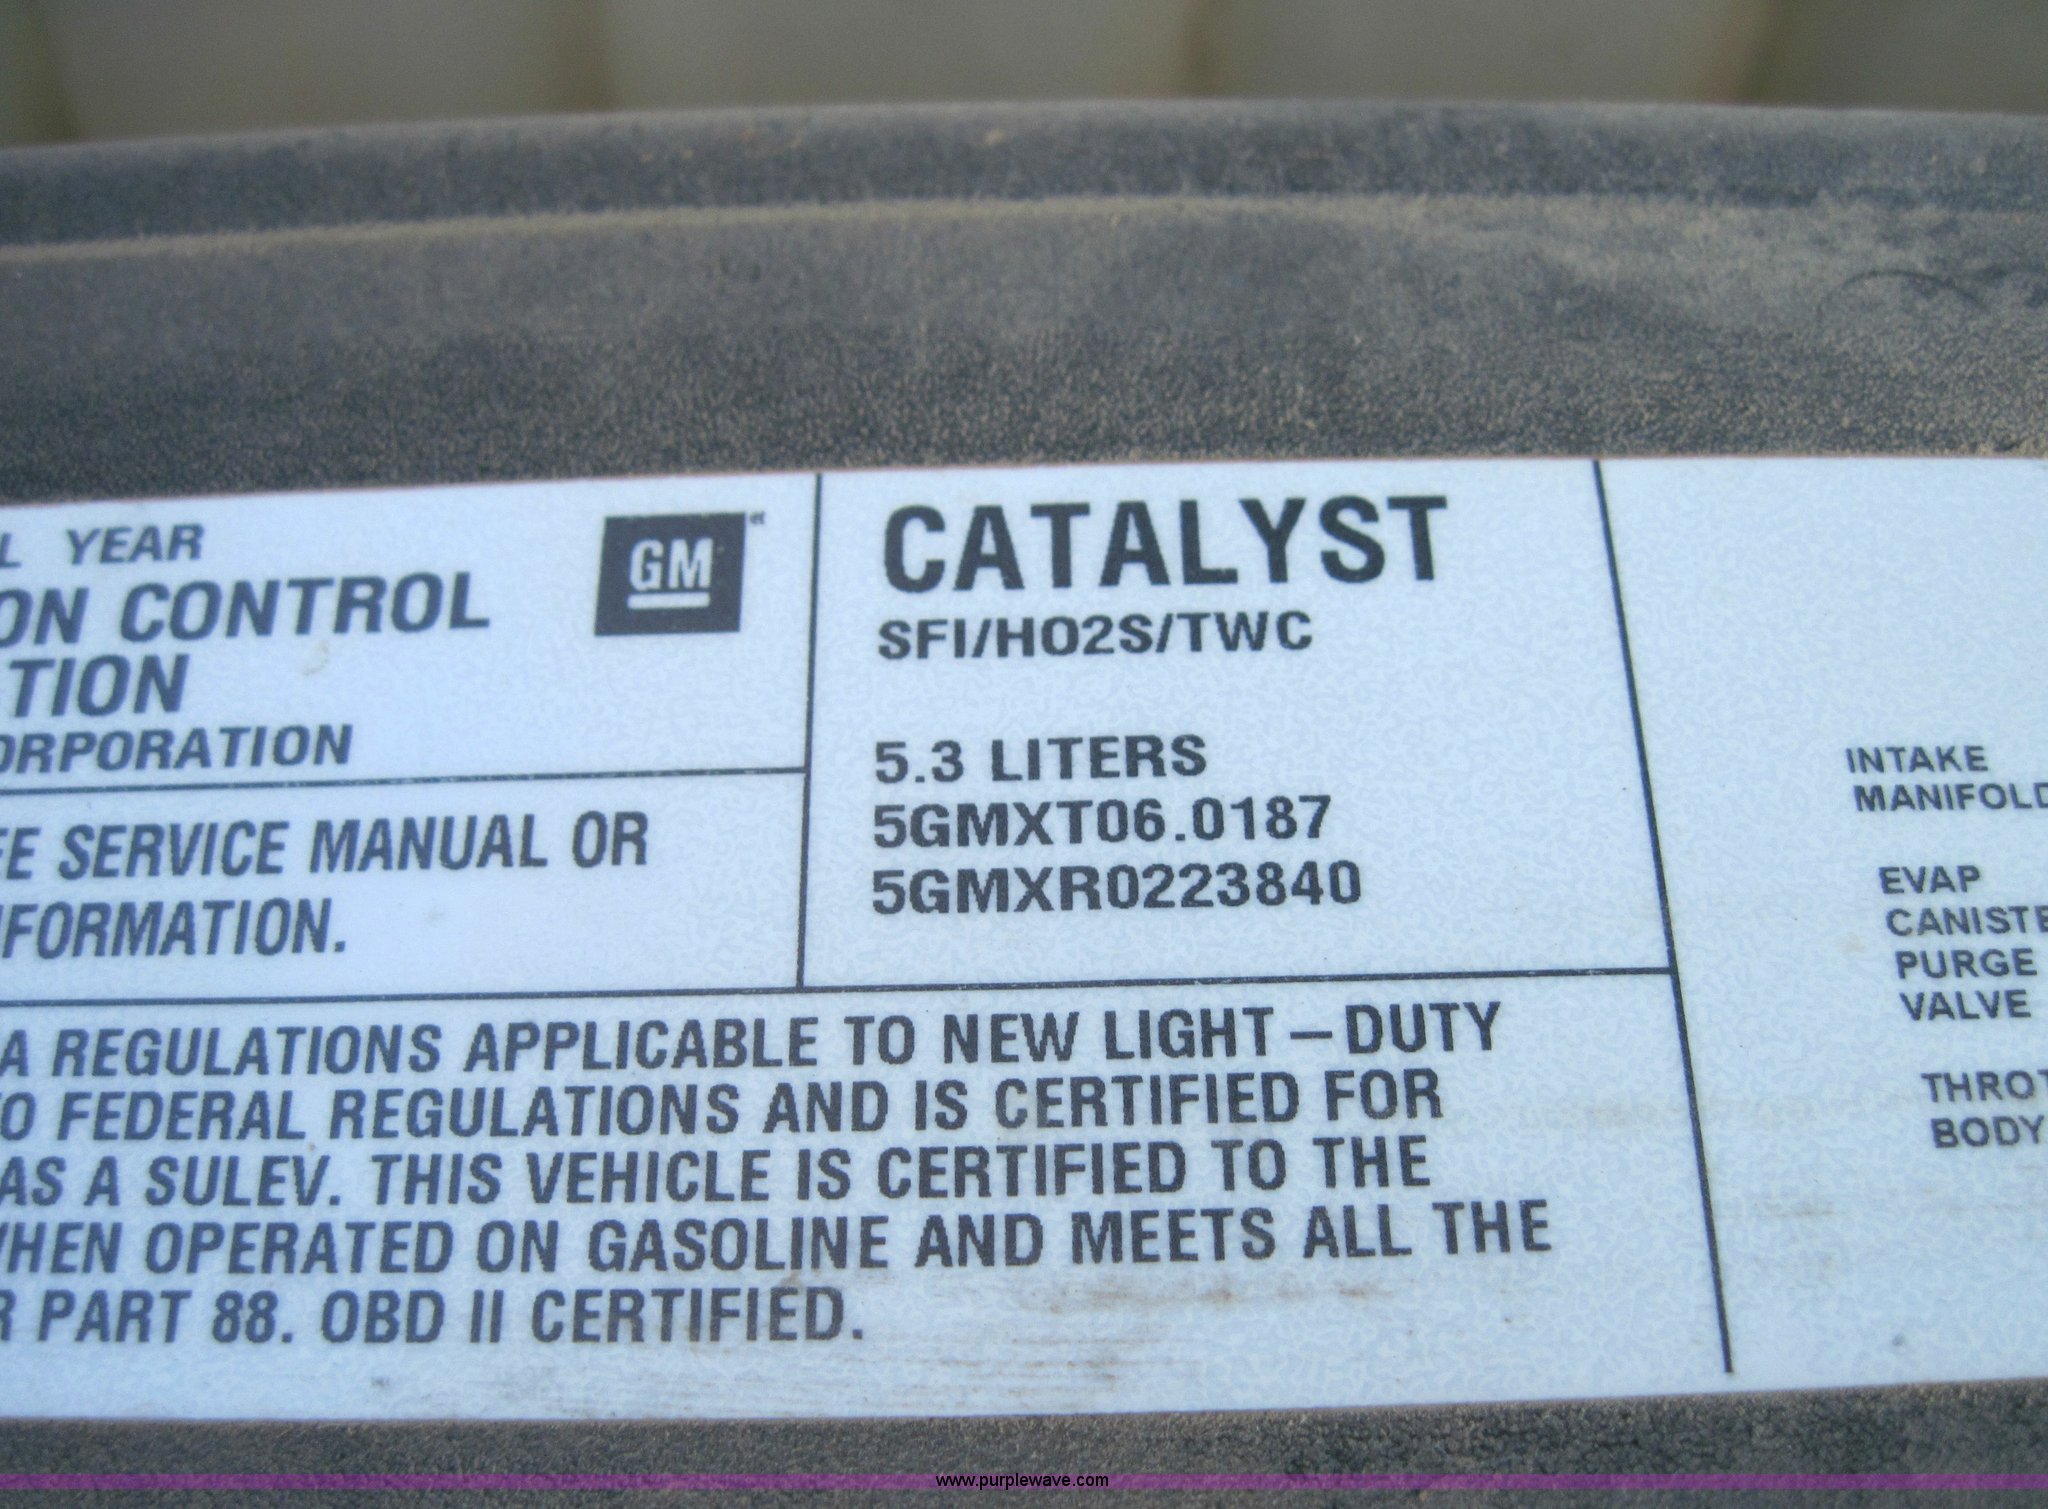 L YEAR
ON CONTROL
TION
ORPORATION
GM
EE SERVICE MANUAL OR
NFORMATION.
CATALYST
SFI/HO2S/TWC
5.3 LITERS
5GMXT06.0187
5GMXR0223840
A REGULATIONS APPLICABLE TO NEW LIGHT-DUTY
TO FEDERAL REGULATIONS AND IS CERTIFIED FOR
AS A SULEV. THIS VEHICLE IS CERTIFIED TO THE
WHEN OPERATED ON GASOLINE AND MEETS ALL THE
R PART 88. OBD II CERTIFIED.
INTAKE
MANIFOLD
EVAP
CANISTE
PURGE
VALVE
THROT
BODY
www.purplewave.com